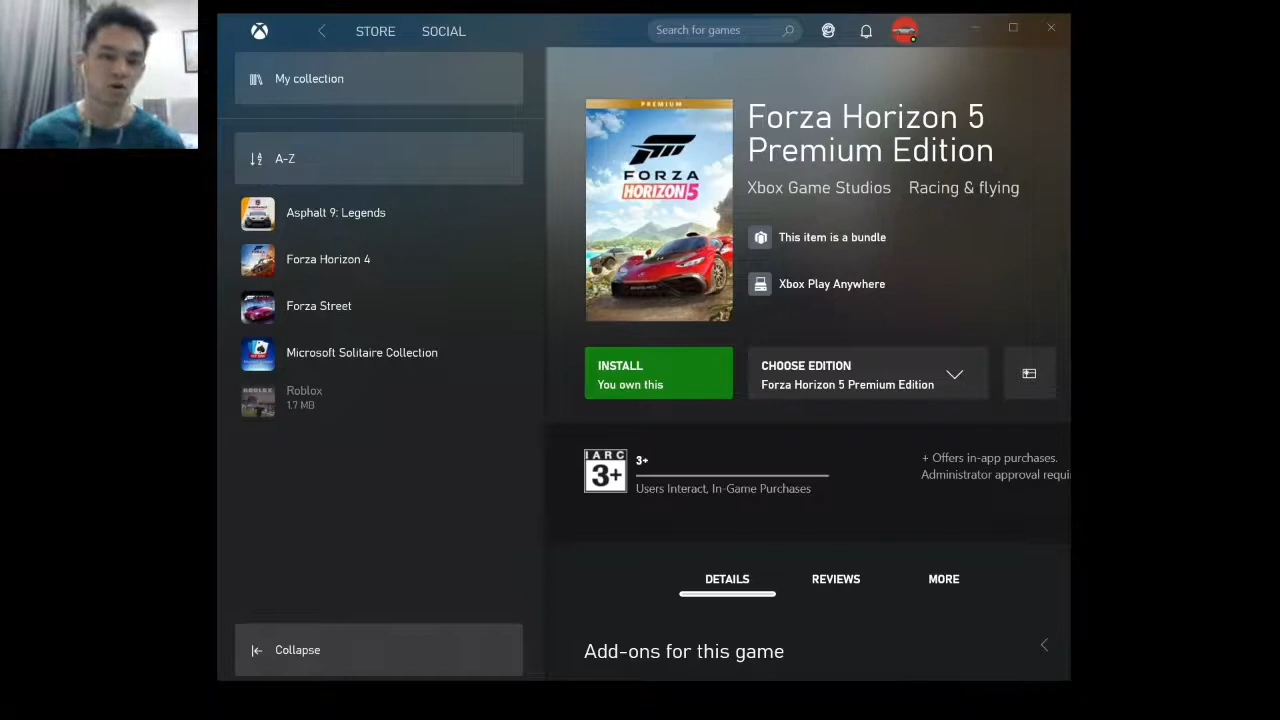 STORE
SOCIAL
Search for games
My collection
A-Z
Asphalt 9: Legends
Forza Horizon 4
Forza Street
Microsoft Solitaire Collection
Roblox
1.7 MB
Collapse
PREMIUM
FORZA
HORIZON 5
Forza Horizon 5
Premium Edition
Xbox Game Studios Racing & flying
This item is a bundle
Xbox Play Anywhere
INSTALL
You own this
CHOOSE EDITION
Forza Horizon 5 Premium Edition
IARC
3+
3+
Users Interact, In-Game Purchases
+ Offers in-app purchases.
Administrator approval requi
DETAILS
REVIEWS
MORE
Add-ons for this game